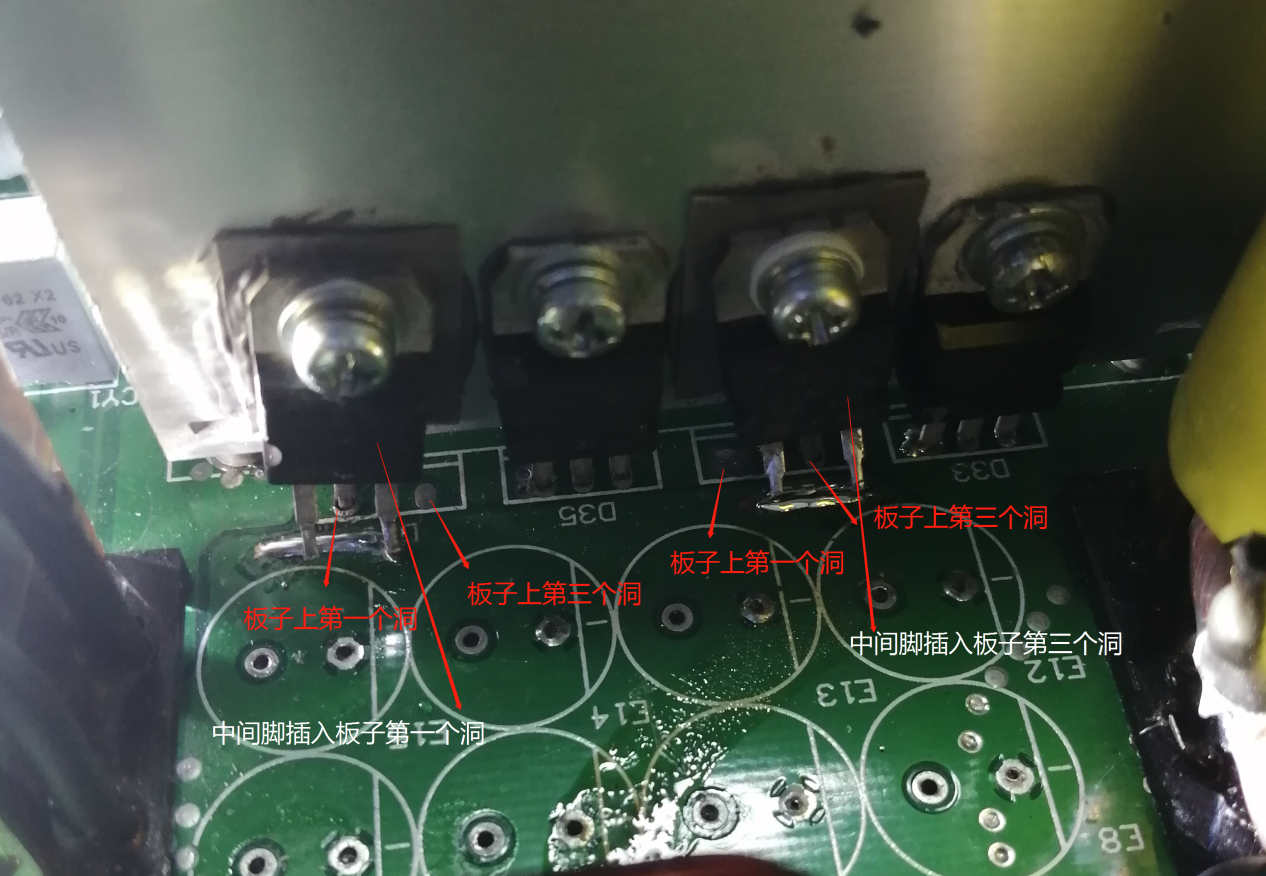 62 X2
10
US
CY1
D35
D33
板子上第三个洞
板子上第一个洞
板子上第三个洞
板子上第一个洞
中间脚插入板子第三个洞
E12
E13
E14
中间脚插入板子第一个洞
E8